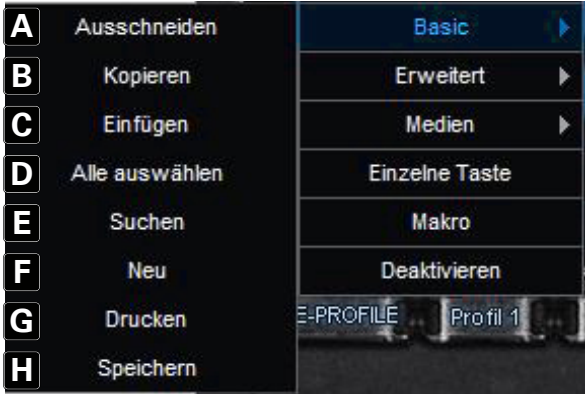 A Ausschneiden Basic
B Kopieren Erweitert
C Einfügen Medien
D Alle auswählen Einzelne Taste
E Suchen Makro
F Neu Deaktivieren
G Drucken E-PROFILE Profil 1
H Speichern